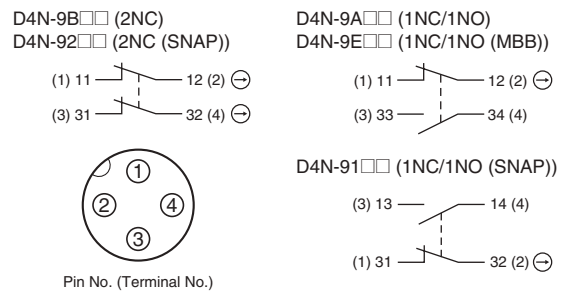 D4N-9B□□ (2NC)
D4N-92□□ (2NC (SNAP))
(1) 11 12 (2)
(3) 31 32 (4)
1
2 4
3
Pin No. (Terminal No.)
D4N-9A□□ (1NC/1NO)
D4N-9E□□ (1NC/1NO (MBB))
(1) 11 12 (2)
(3) 33 34 (4)
D4N-91□□ (1NC/1NO (SNAP))
(3) 13 14 (4)
(1) 31 32 (2)